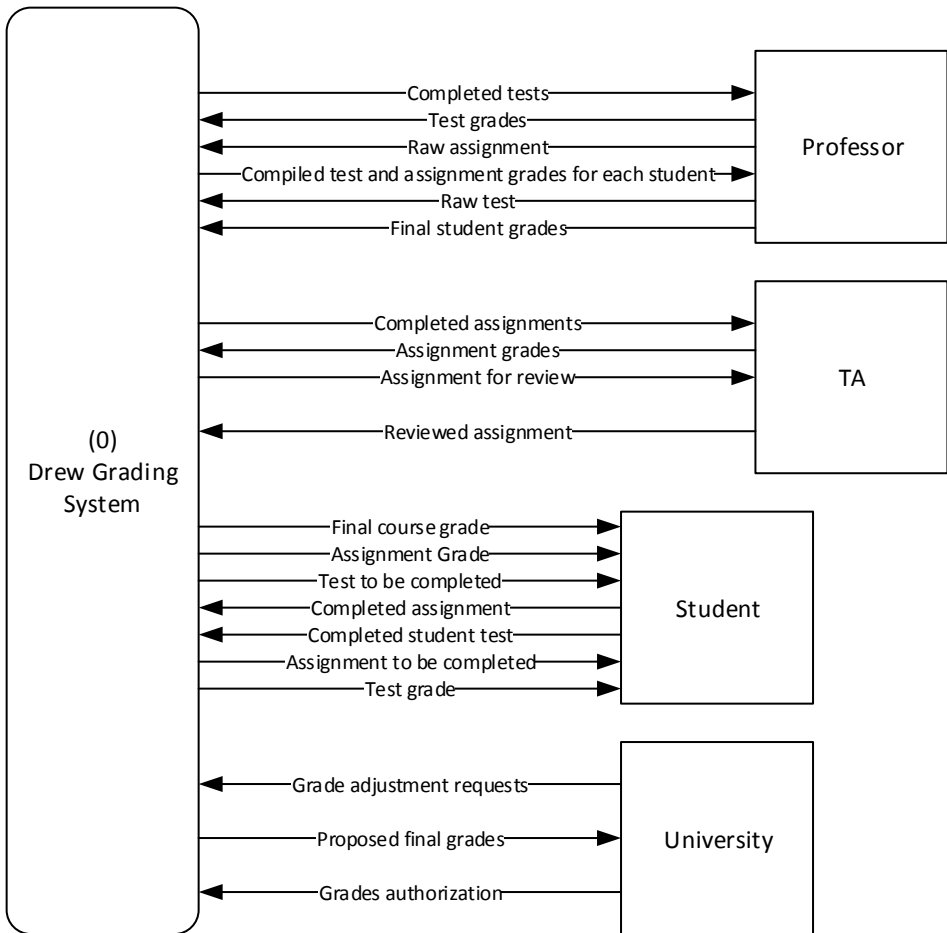 Completed tests
Test grades
Raw assignment
Compiled test and assignment grades for each student
Raw test
Final student grades
Professor
Completed assignments
Assignment grades
Assignment for review
Reviewed assignment
TA
(0)
Drew Grading
System
Final course grade
Assignment Grade
Test to be completed
Completed assignment
Completed student test
Assignment to be completed
Test grade
Student
Grade adjustment requests
Proposed final grades
Grades authorization
University